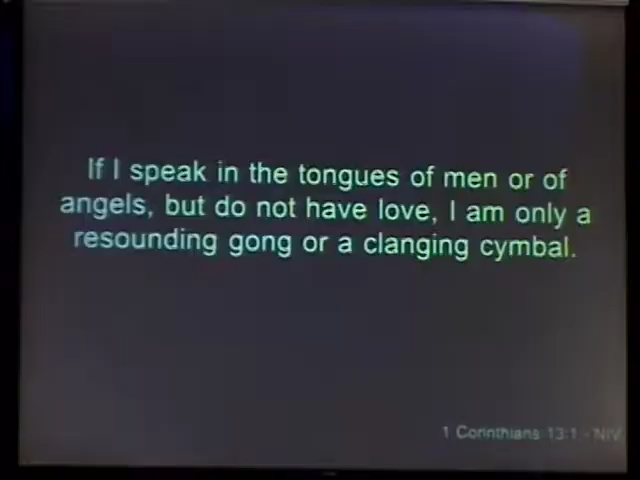 If I speak in the tongues of men or of
angels, but do not have love, I am only a
resounding gong or a clanging cymbal.
1 Corinthians 13:1 - NIV